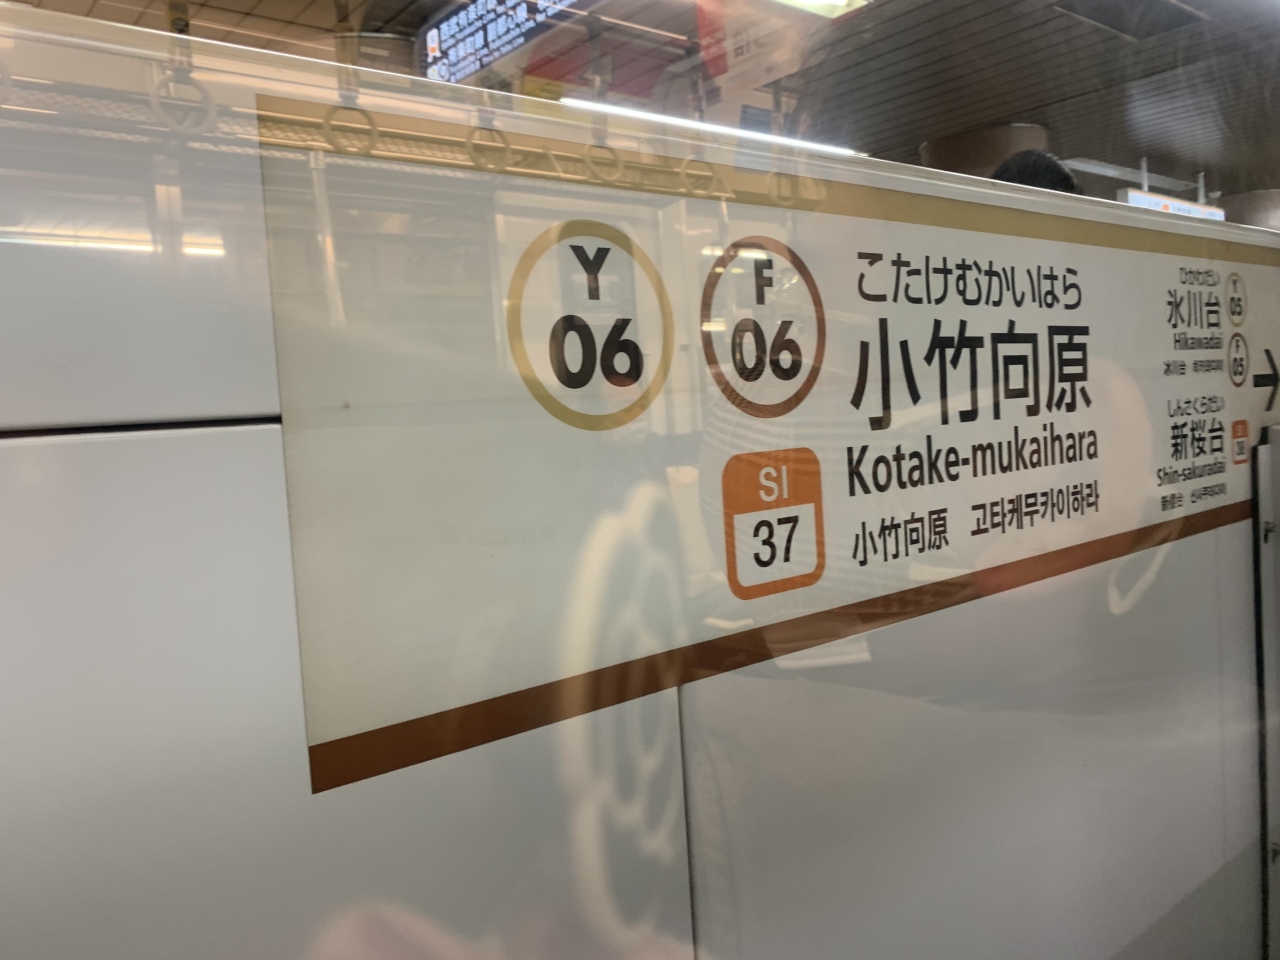 Y
06
F
06
SI
37
こたけむかいはら
小竹向原
Kotake-mukaihara
小竹向原 고타케무카이하라
ひかわだい
氷川台
Hikawadai
Y
05
F
05
しんさくらだい
新桜台
Shin-sakuradai
→